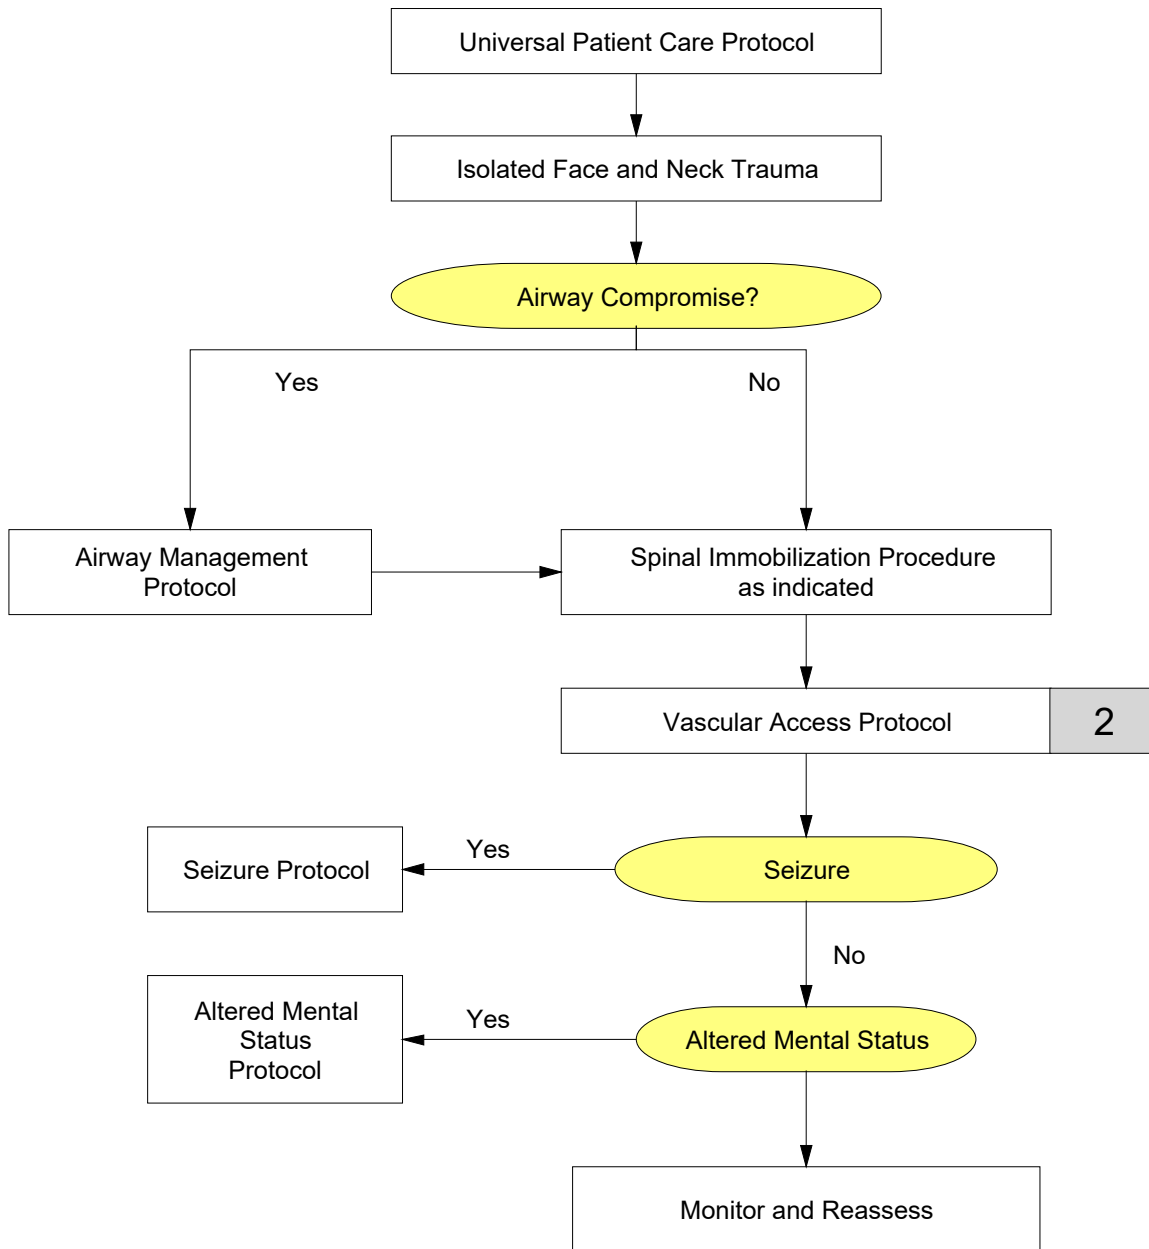 Universal Patient Care Protocol
Isolated Face and Neck Trauma
Airway Compromise?
Yes
No
Airway Management
Protocol
Spinal Immobilization Procedure
as indicated
Vascular Access Protocol
2
Seizure Protocol
Yes
Seizure
No
Altered Mental
Status
Protocol
Yes
Altered Mental Status
Monitor and Reassess